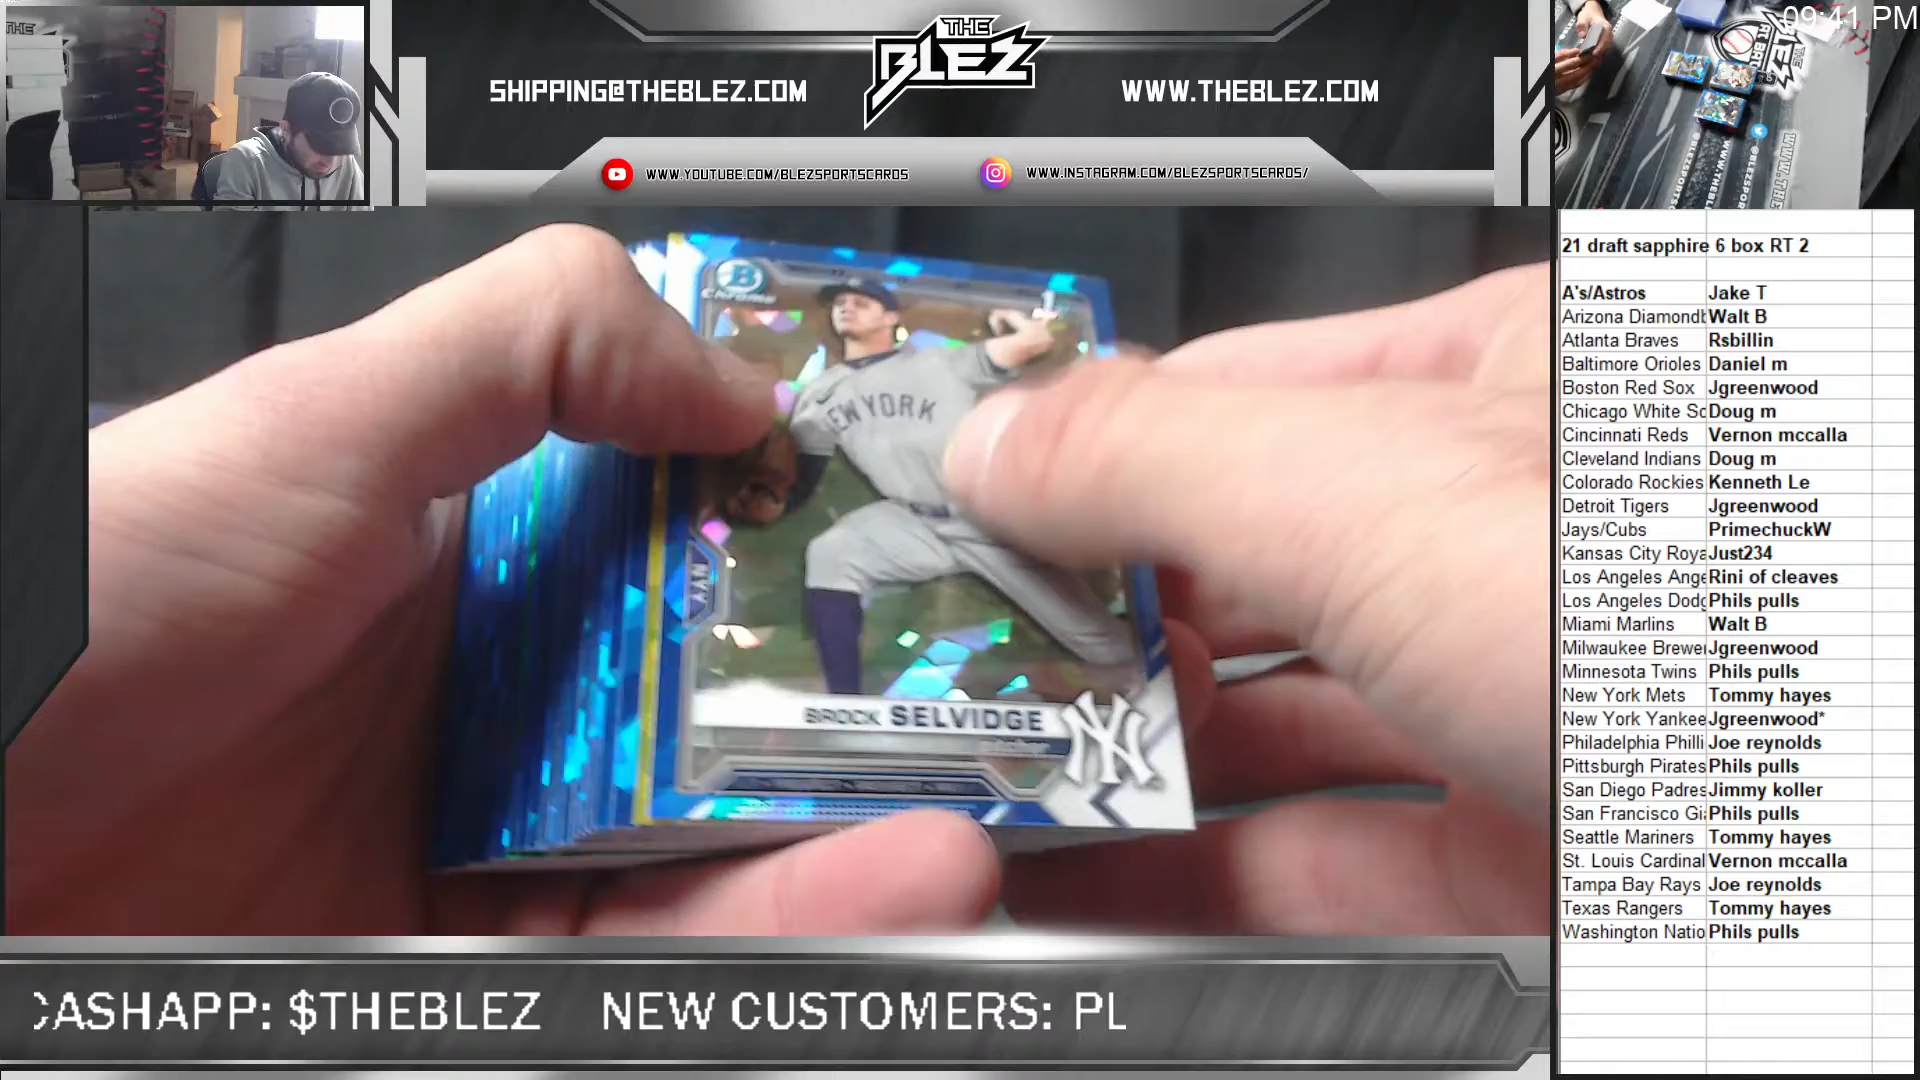 09:41 PM
THE
BLEZ
SHIPPING@THEBLEZ.COM
WWW.THEBLEZ.COM
WWW.YOUTUBE.COM/BLEZSPORTSCARDS
WWW.INSTAGRAM.COM/BLEZSPORTSCARDS/
B
Chrome
NEW YORK
NYY
BROCK SELVIDGE
pitcher
NY
21 draft sapphire 6 box RT 2
A's/Astros Jake T
Arizona Diamondb Walt B
Atlanta Braves Rsbillin
Baltimore Orioles Daniel m
Boston Red Sox Jgreenwood
Chicago White So Doug m
Cincinnati Reds Vernon mccalla
Cleveland Indians Doug m
Colorado Rockies Kenneth Le
Detroit Tigers Jgreenwood
Jays/Cubs PrimechuckW
Kansas City Roya Just234
Los Angeles Ange Rini of cleaves
Los Angeles Dodg Phils pulls
Miami Marlins Walt B
Milwaukee Brewer Jgreenwood
Minnesota Twins Phils pulls
New York Mets Tommy hayes
New York Yankee Jgreenwood*
Philadelphia Philli Joe reynolds
Pittsburgh Pirates Phils pulls
San Diego Padres Jimmy koller
San Francisco Gi Phils pulls
Seattle Mariners Tommy hayes
St. Louis Cardinal Vernon mccalla
Tampa Bay Rays Joe reynolds
Texas Rangers Tommy hayes
Washington Natio Phils pulls
CASHAPP: $THEBLEZ NEW CUSTOMERS: PL